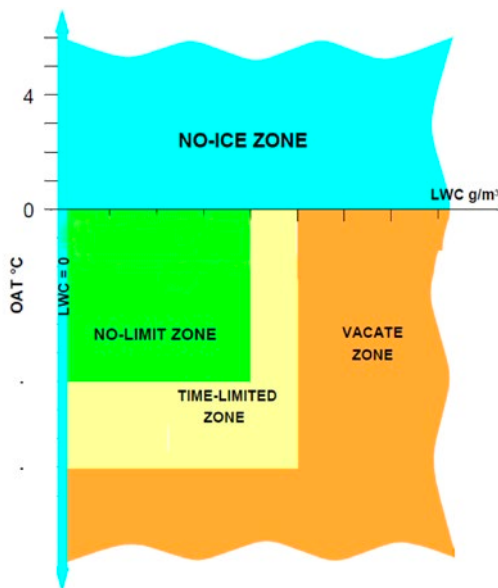 4
NO-ICE ZONE
LWC g/m³
0
OAT °C
LWC = 0
NO-LIMIT ZONE
VACATE
ZONE
TIME-LIMITED
ZONE